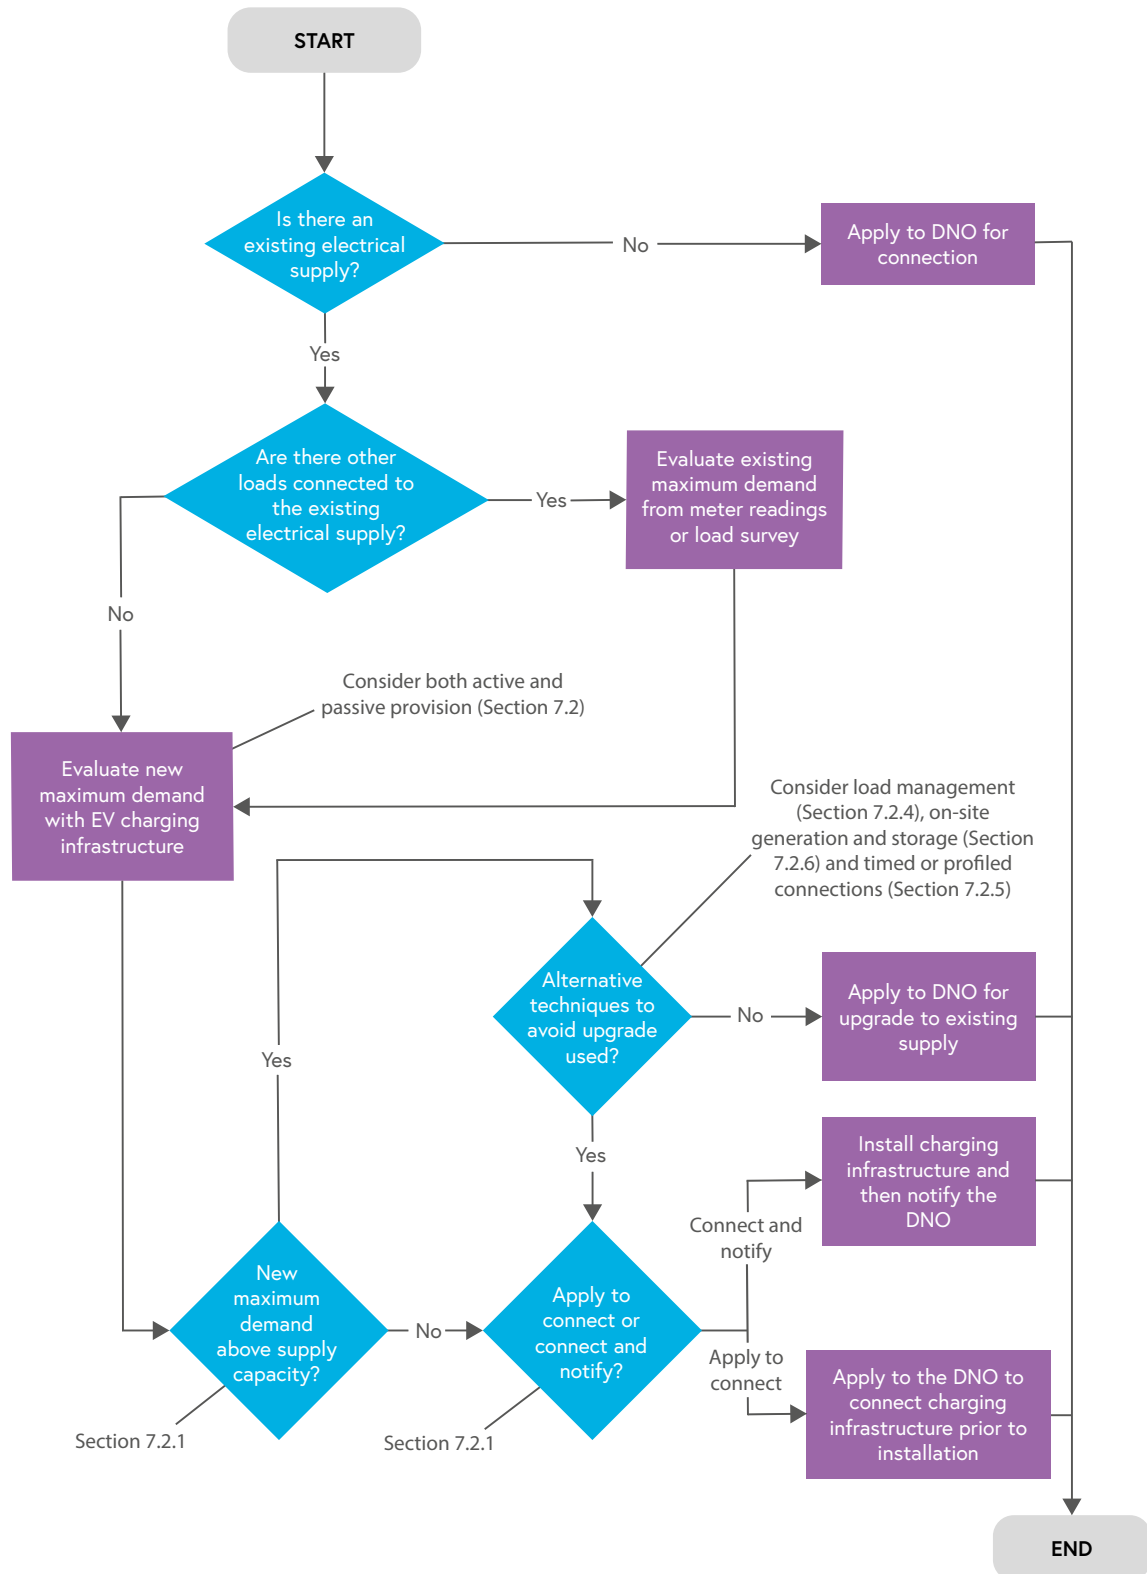 START
Is there an
existing electrical
supply?
No
Apply to DNO for
connection
Yes
Are there other
loads connected to
the existing
electrical supply?
Yes
Evaluate existing
maximum demand
from meter readings
or load survey
No
Consider both active and
passive provision (Section 7.2)
Evaluate new
maximum demand
with EV charging
infrastructure
Consider load management
(Section 7.2.4), on-site
generation and storage (Section
7.2.6) and timed or profiled
connections (Section 7.2.5)
Alternative
techniques to
avoid upgrade
used?
No
Apply to DNO for
upgrade to existing
supply
Yes
Yes
Install charging
infrastructure and
then notify the
DNO
Connect and
notify
New
maximum
demand
above supply
capacity?
No
Apply to
connect or
connect and
notify?
Apply to
connect
Apply to the DNO to
connect charging
infrastructure prior to
installation
Section 7.2.1
Section 7.2.1
END